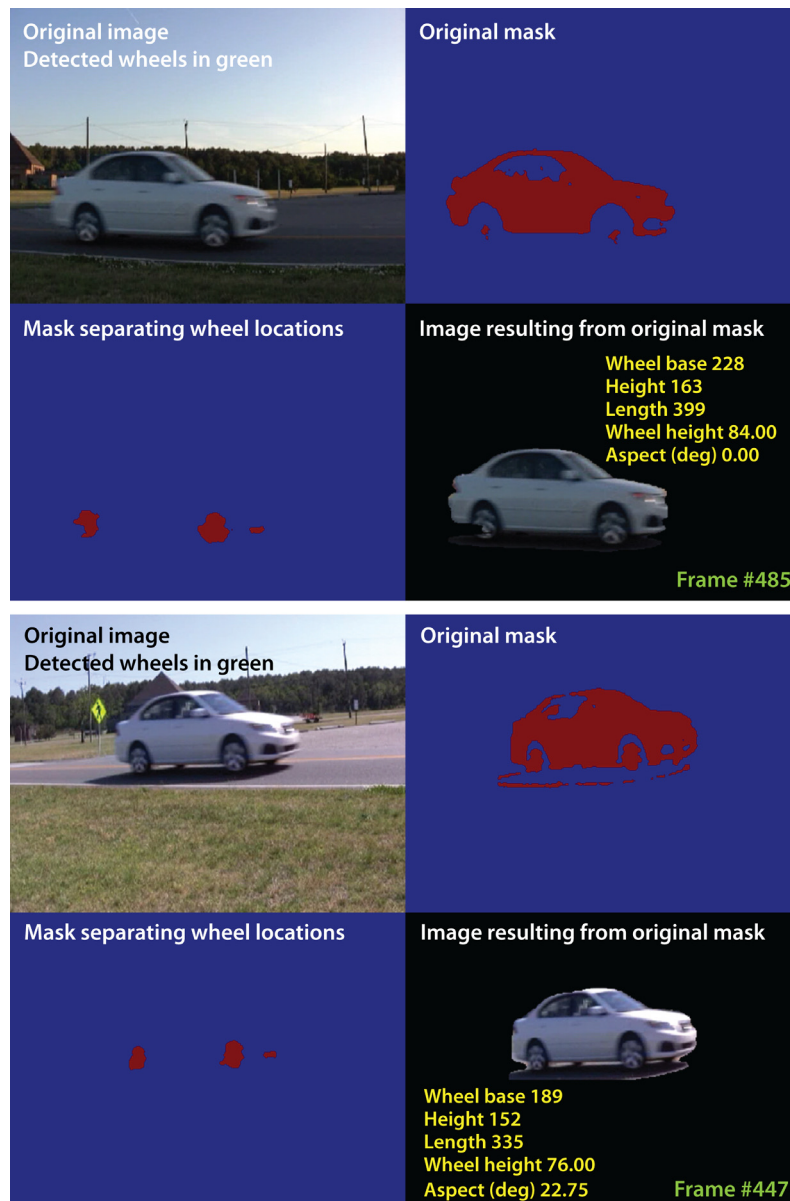 Original image
Detected wheels in green
Original mask
Mask separating wheel locations
Image resulting from original mask
Wheel base 228
Height 163
Length 399
Wheel height 84.00
Aspect (deg) 0.00
Frame #485
Original image
Detected wheels in green
Original mask
Mask separating wheel locations
Image resulting from original mask
Wheel base 189
Height 152
Length 335
Wheel height 76.00
Aspect (deg) 22.75
Frame #447